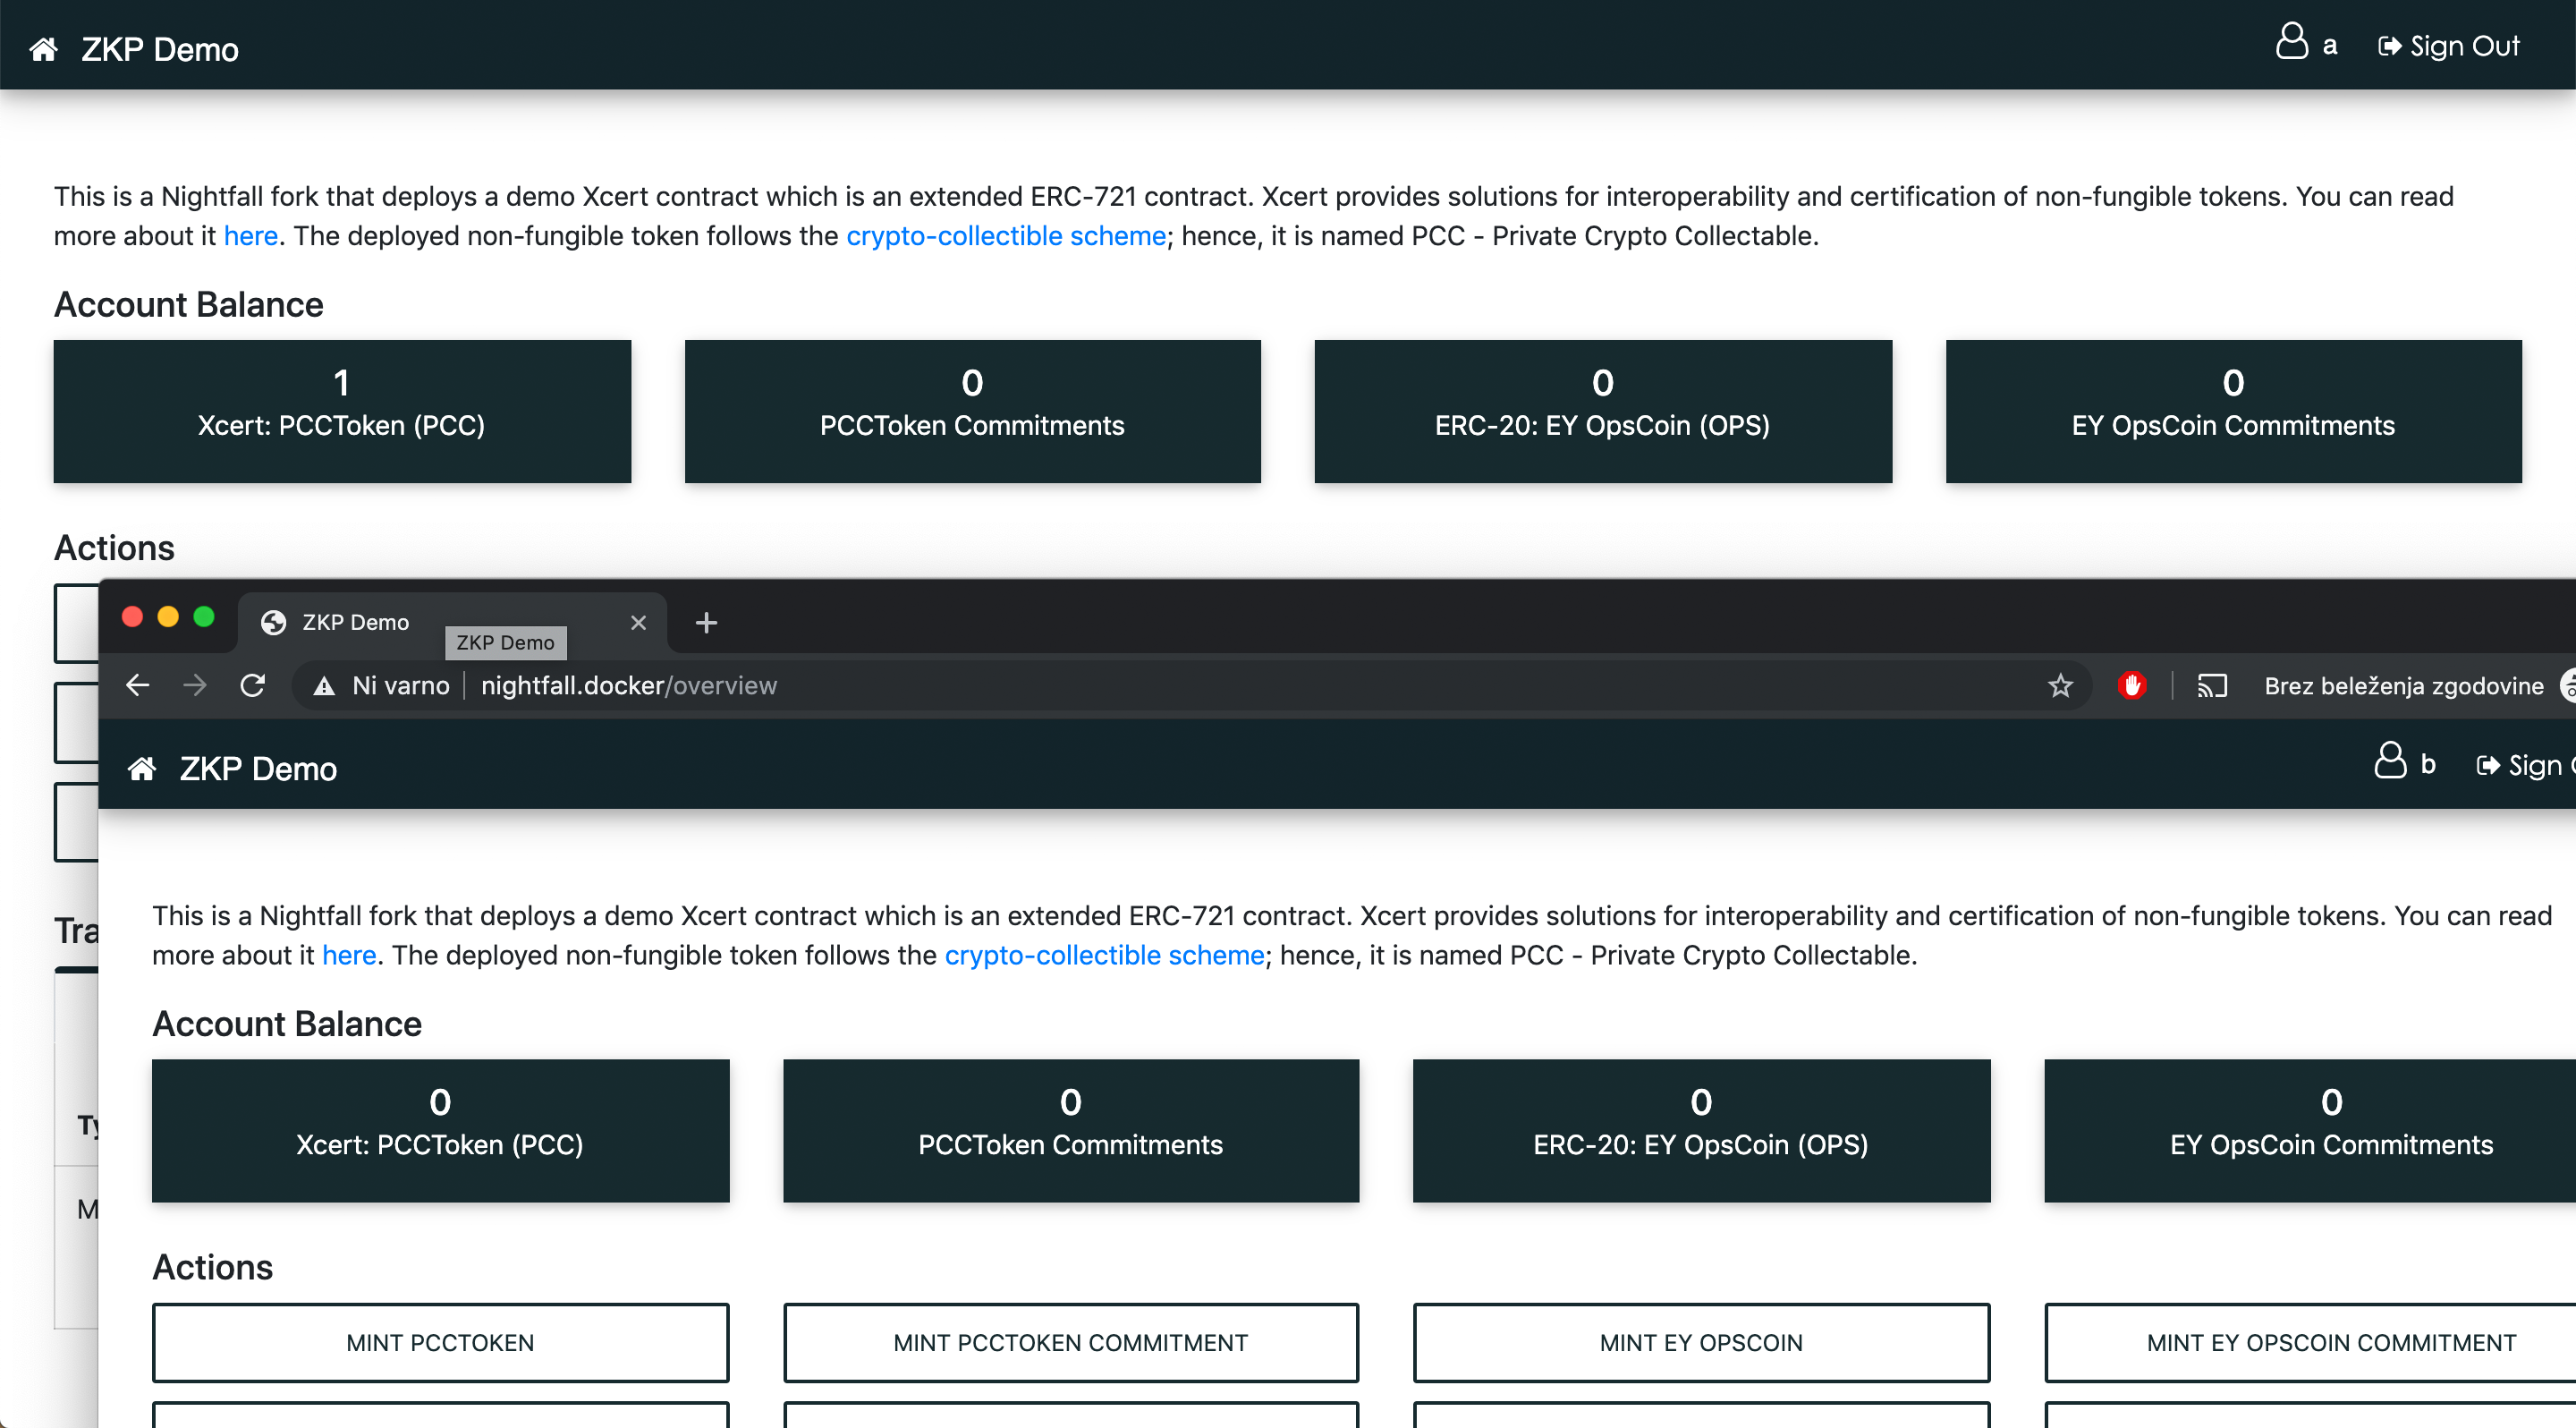 ZKP Demo
a
Sign Out
This is a Nightfall fork that deploys a demo Xcert contract which is an extended ERC-721 contract. Xcert provides solutions for interoperability and certification of non-fungible tokens. You can read
more about it here. The deployed non-fungible token follows the crypto-collectible scheme; hence, it is named PCC - Private Crypto Collectable.
Account Balance
1
Xcert: PCCToken (PCC)
0
PCCToken Commitments
0
ERC-20: EY OpsCoin (OPS)
0
EY OpsCoin Commitments
Actions
Tra
Ty
M
ZKP Demo
ZKP Demo
Ni varno
nightfall.docker/overview
Brez beleženja zgodovine
ZKP Demo
b
Sign
This is a Nightfall fork that deploys a demo Xcert contract which is an extended ERC-721 contract. Xcert provides solutions for interoperability and certification of non-fungible tokens. You can read
more about it here. The deployed non-fungible token follows the crypto-collectible scheme; hence, it is named PCC - Private Crypto Collectable.
Account Balance
0
Xcert: PCCToken (PCC)
0
PCCToken Commitments
0
ERC-20: EY OpsCoin (OPS)
0
EY OpsCoin Commitments
Actions
MINT PCCTOKEN
MINT PCCTOKEN COMMITMENT
MINT EY OPSCOIN
MINT EY OPSCOIN COMMITMENT